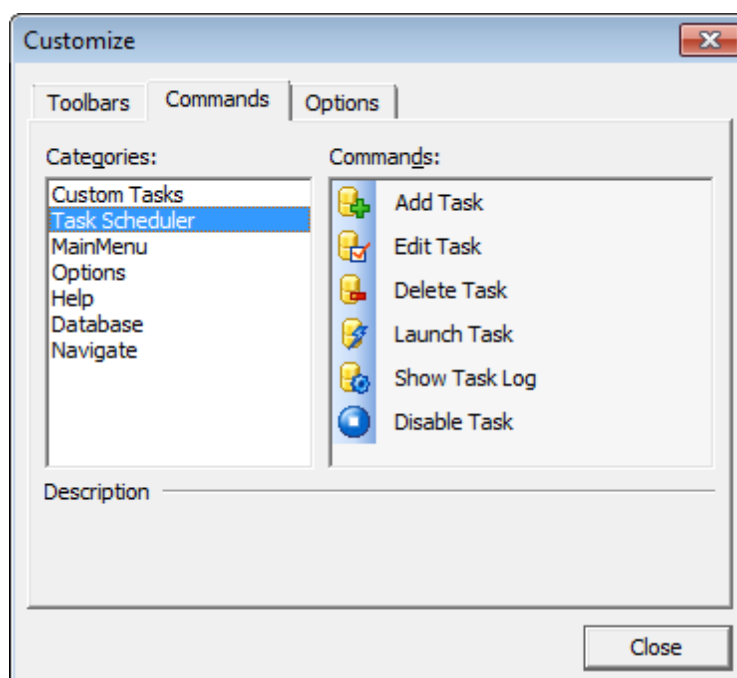 Customize
Toolbars Commands Options
Categories:
Custom Tasks
Task Scheduler
MainMenu
Options
Help
Database
Navigate
Commands:
Add Task
Edit Task
Delete Task
Launch Task
Show Task Log
Disable Task
Description
Close